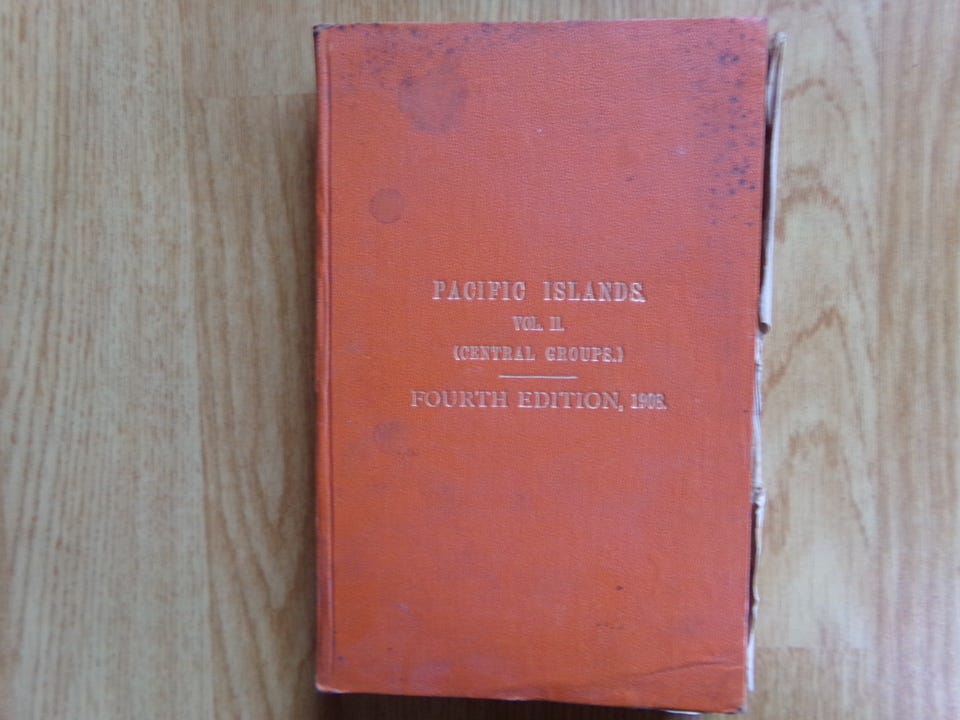 PACIFIC ISLANDS.
VOL. II.
(CENTRAL GROUPS.)
FOURTH EDITION, 1908.